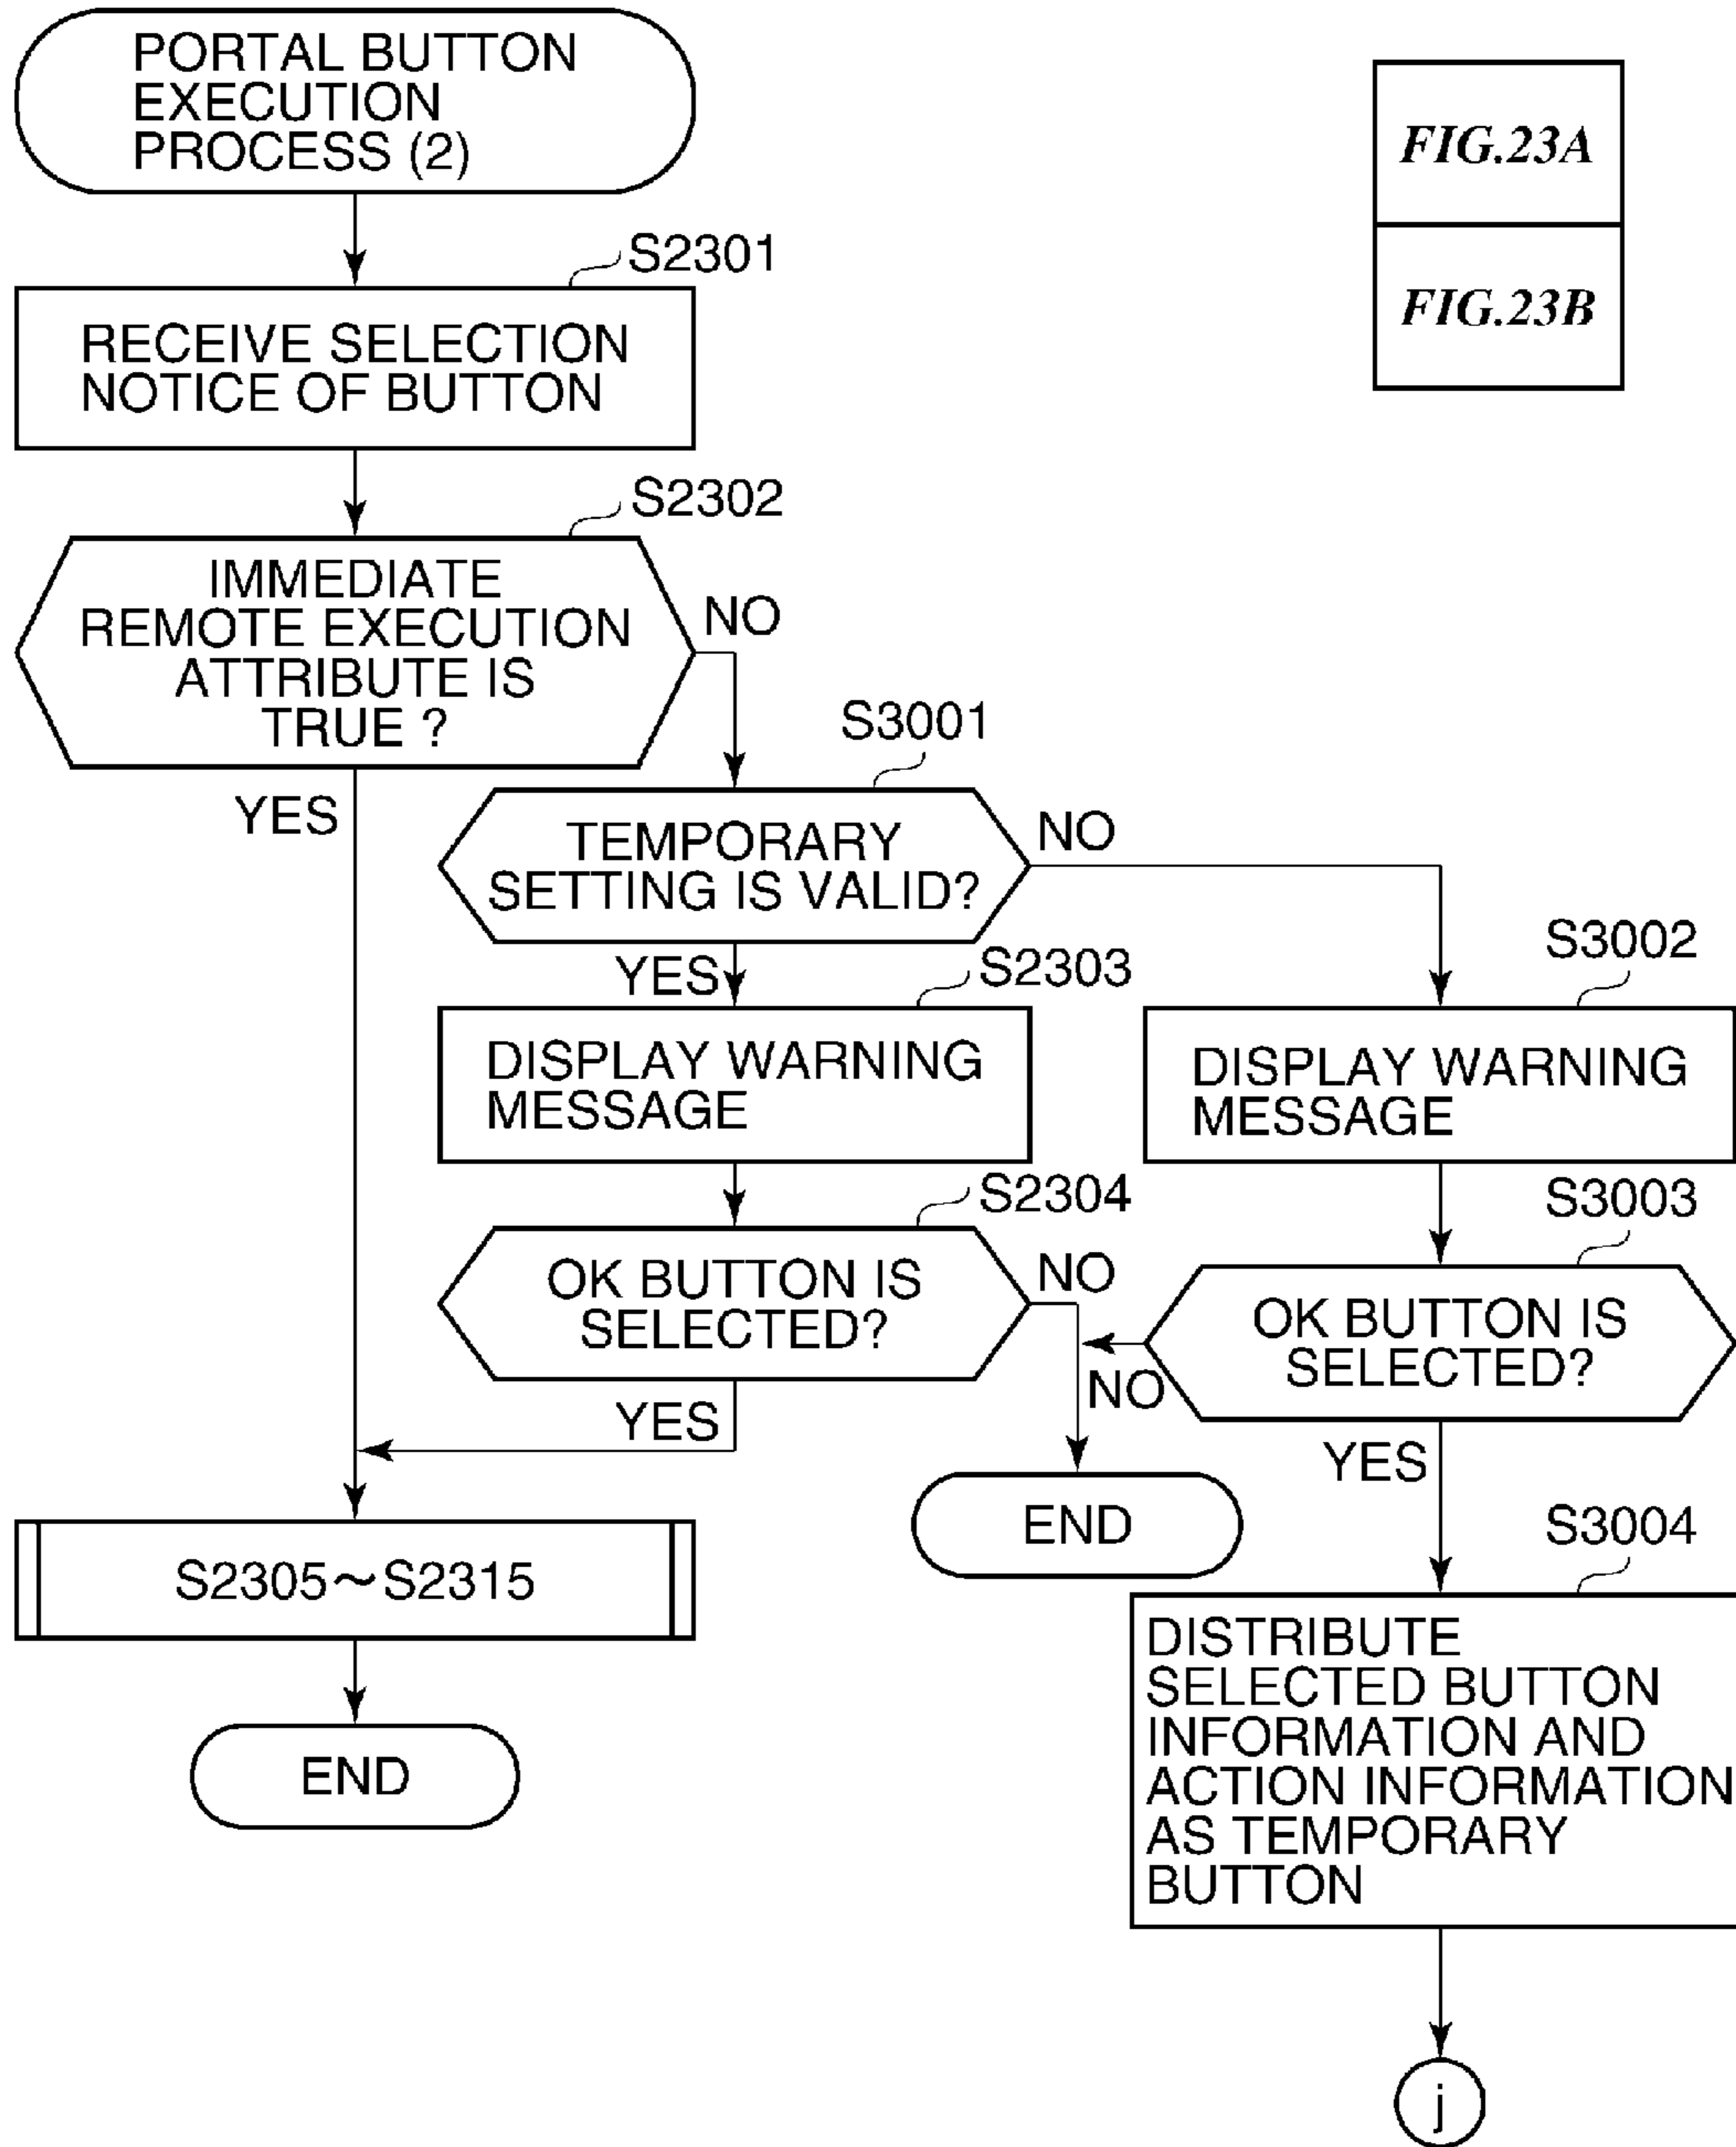 PORTAL BUTTON
EXECUTION
PROCESS (2)
FIG.23A
FIG.23B
S2301
RECEIVE SELECTION
NOTICE OF BUTTON
S2302
IMMEDIATE
REMOTE EXECUTION
ATTRIBUTE IS
TRUE ?
NO
YES
S3001
TEMPORARY
SETTING IS VALID?
NO
YES
S2303
DISPLAY WARNING
MESSAGE
S3002
DISPLAY WARNING
MESSAGE
S2304
OK BUTTON IS
SELECTED?
NO
YES
S3003
OK BUTTON IS
SELECTED?
NO
YES
END
S2305~S2315
END
S3004
DISTRIBUTE
SELECTED BUTTON
INFORMATION AND
ACTION INFORMATION
AS TEMPORARY
BUTTON
j